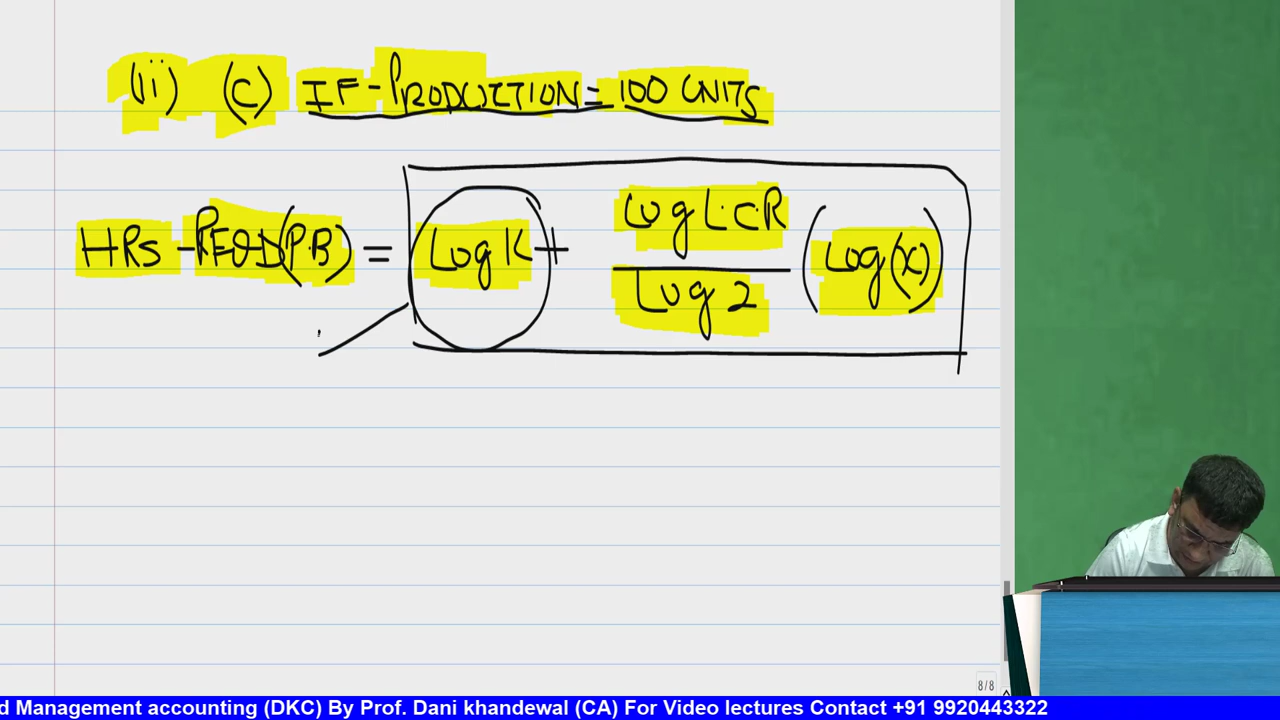 (ii) (C) IF-PRODUCTION = 100 UNITS
HRS-REQD(P.B) = Log K + Log L.C.R / Log 2 (Log(x))
8/8
d Management accounting (DKC) By Prof. Dani khandewal (CA) For Video lectures Contact +91 9920443322